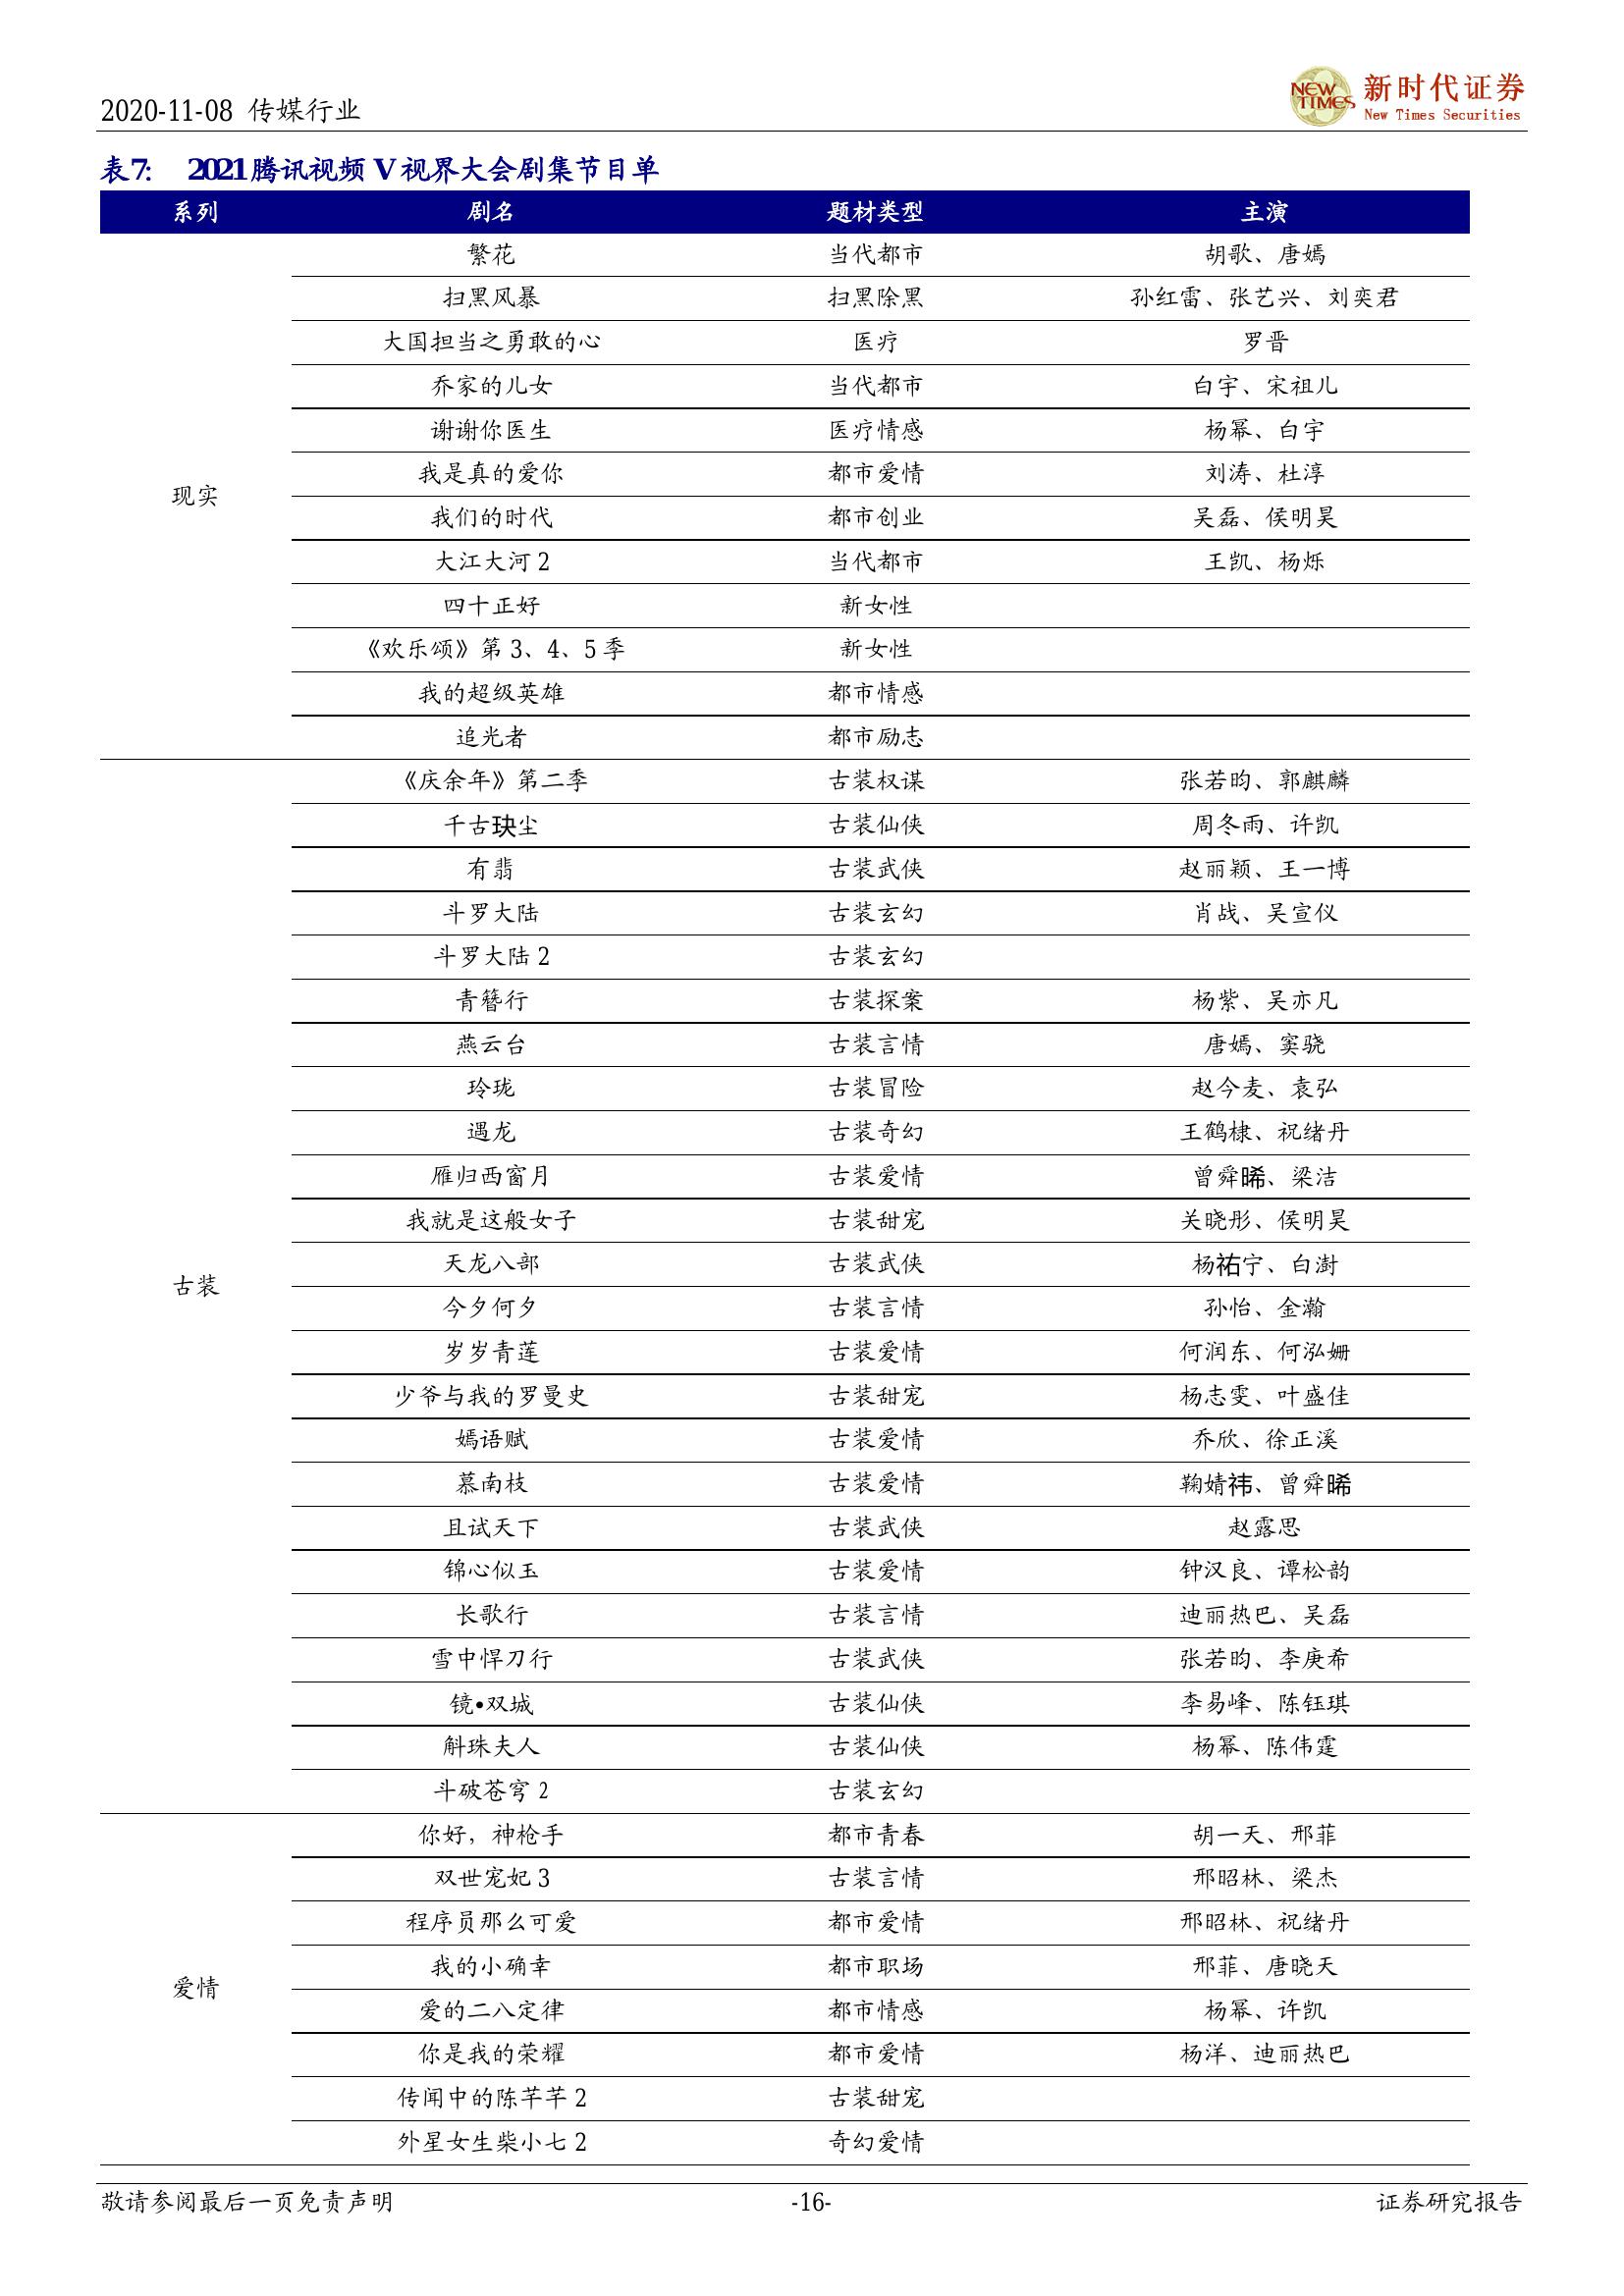 2020-11-08 传媒行业
NEW TIMES 新时代证券
New Times Securities
表7: 2021腾讯视频 V 视界大会剧集节目单
系列 剧名 题材类型 主演
繁花 当代都市 胡歌、唐嫣
扫黑风暴 扫黑除黑 孙红雷、张艺兴、刘奕君
大国担当之勇敢的心 医疗 罗晋
乔家的儿女 当代都市 白宇、宋祖儿
谢谢你医生 医疗情感 杨幂、白宇
我是真的爱你 都市爱情 刘涛、杜淳
现实
我们的时代 都市创业 吴磊、侯明昊
大江大河 2 当代都市 王凯、杨烁
四十正好 新女性
《欢乐颂》第 3、4、5 季 新女性
我的超级英雄 都市情感
追光者 都市励志
《庆余年》第二季 古装权谋 张若昀、郭麒麟
千古玦尘 古装仙侠 周冬雨、许凯
有翡 古装武侠 赵丽颖、王一博
斗罗大陆 古装玄幻 肖战、吴宣仪
斗罗大陆 2 古装玄幻
青簪行 古装探案 杨紫、吴亦凡
燕云台 古装言情 唐嫣、窦骁
玲珑 古装冒险 赵今麦、袁弘
遇龙 古装奇幻 王鹤棣、祝绪丹
雁归西窗月 古装爱情 曾舜晞、梁洁
我就是这般女子 古装甜宠 关晓彤、侯明昊
天龙八部 古装武侠 杨祐宁、白澍
古装
今夕何夕 古装言情 孙怡、金瀚
岁岁青莲 古装爱情 何润东、何泓姗
少爷与我的罗曼史 古装甜宠 杨志雯、叶盛佳
嫣语赋 古装爱情 乔欣、徐正溪
慕南枝 古装爱情 鞠婧祎、曾舜晞
且试天下 古装武侠 赵露思
锦心似玉 古装爱情 钟汉良、谭松韵
长歌行 古装言情 迪丽热巴、吴磊
雪中悍刀行 古装武侠 张若昀、李庚希
镜•双城 古装仙侠 李易峰、陈钰琪
斛珠夫人 古装仙侠 杨幂、陈伟霆
斗破苍穹 2 古装玄幻
你好，神枪手 都市青春 胡一天、邢菲
双世宠妃 3 古装言情 邢昭林、梁杰
程序员那么可爱 都市爱情 邢昭林、祝绪丹
我的小确幸 都市职场 邢菲、唐晓天
爱情
爱的二八定律 都市情感 杨幂、许凯
你是我的荣耀 都市爱情 杨洋、迪丽热巴
传闻中的陈芊芊 2 古装甜宠
外星女生柴小七 2 奇幻爱情
敬请参阅最后一页免责声明 -16- 证券研究报告